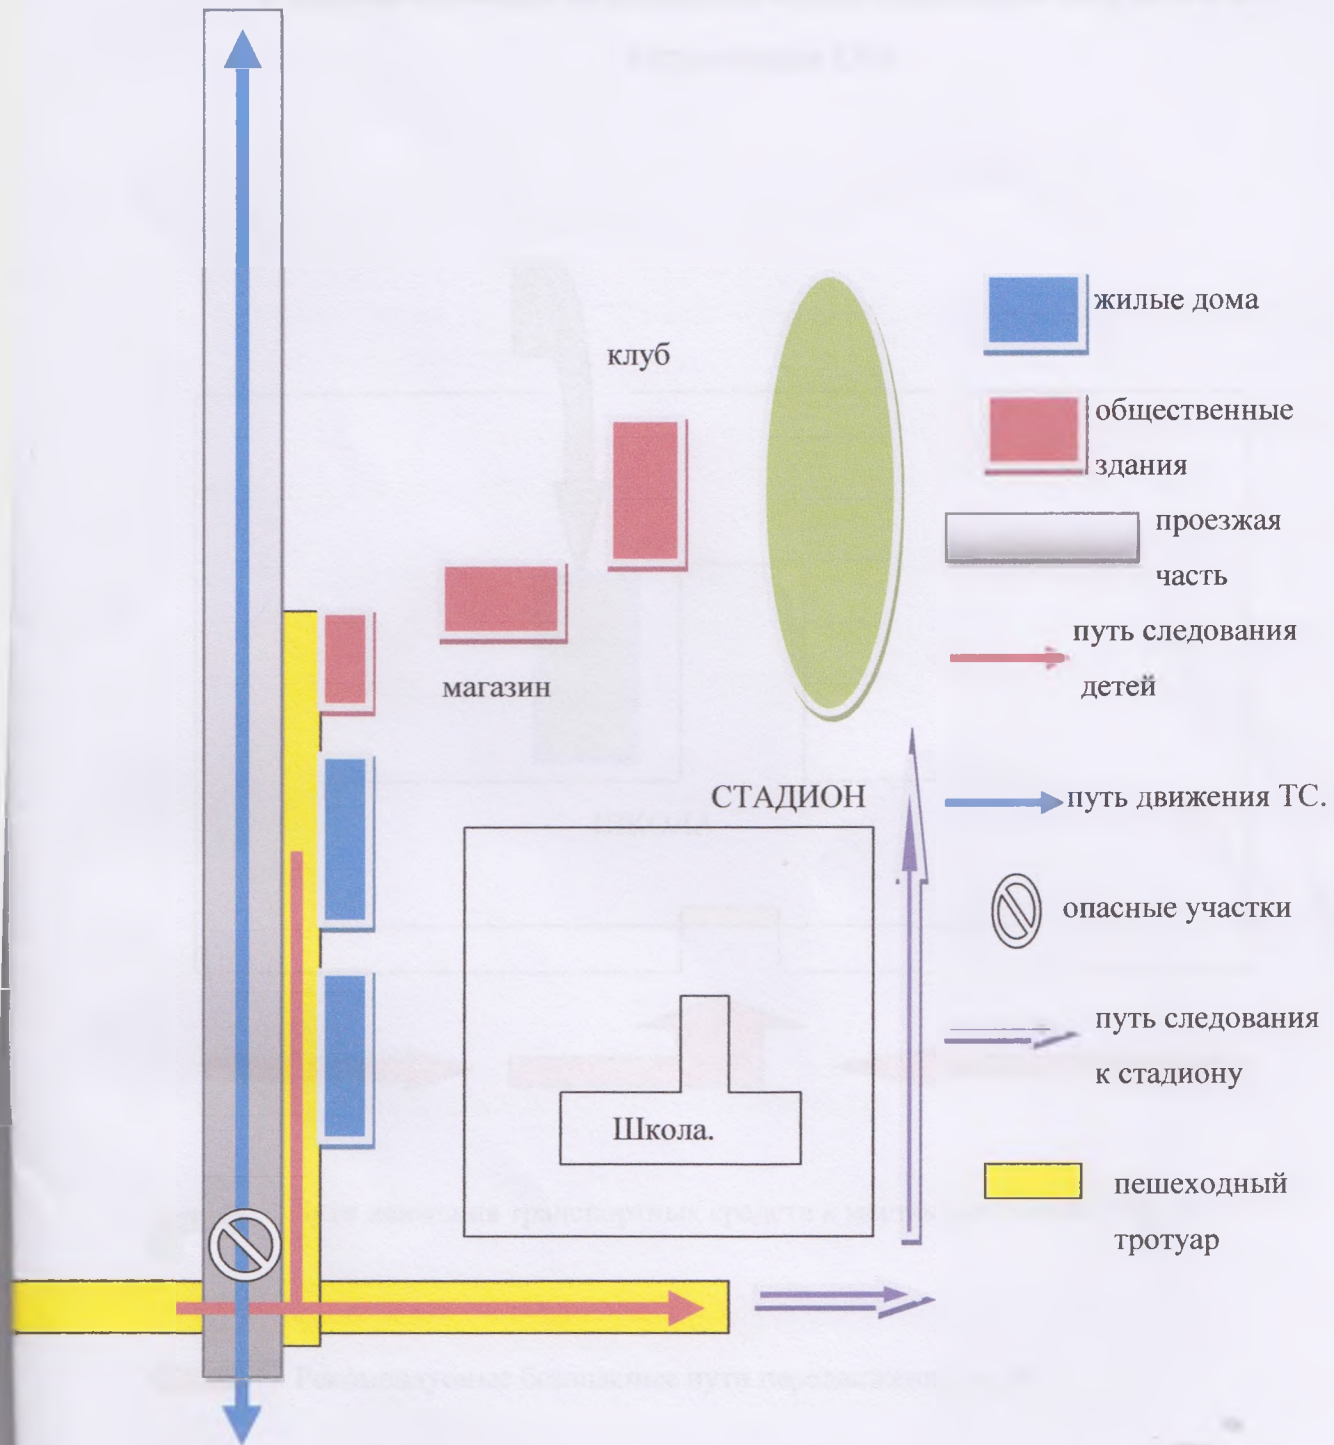 клуб
магазин
СТАДИОН
Школа.
жилые дома
общественные
здания
проезжая
часть
путь следования
детей
путь движения ТС.
опасные участки
путь следования
к стадиону
пешеходный
тротуар